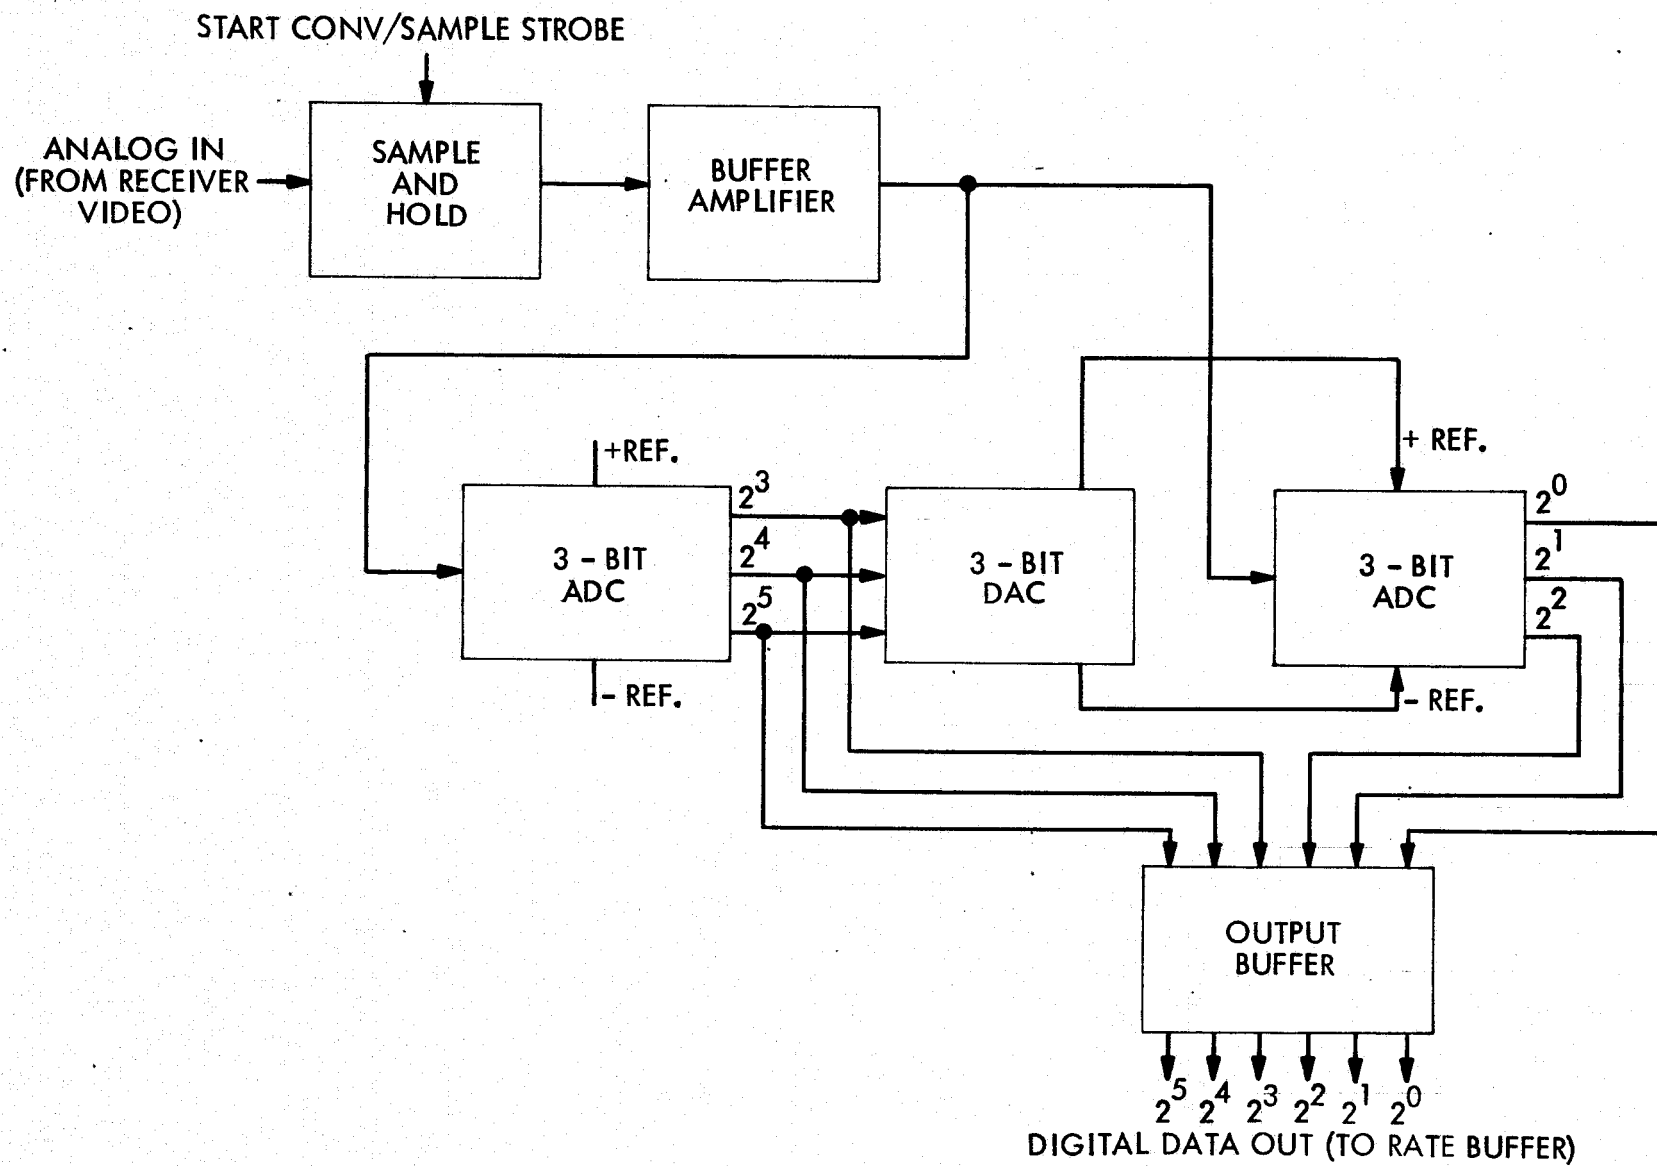 START CONV/SAMPLE STROBE
ANALOG IN
(FROM RECEIVER
VIDEO)
SAMPLE
AND
HOLD
BUFFER
AMPLIFIER
+REF.
3 - BIT
ADC
- REF.
2^3
2^4
2^5
3 - BIT
DAC
+ REF.
3 - BIT
ADC
- REF.
2^0
2^1
2^2
OUTPUT
BUFFER
2^5 2^4 2^3 2^2 2^1 2^0
DIGITAL DATA OUT (TO RATE BUFFER)